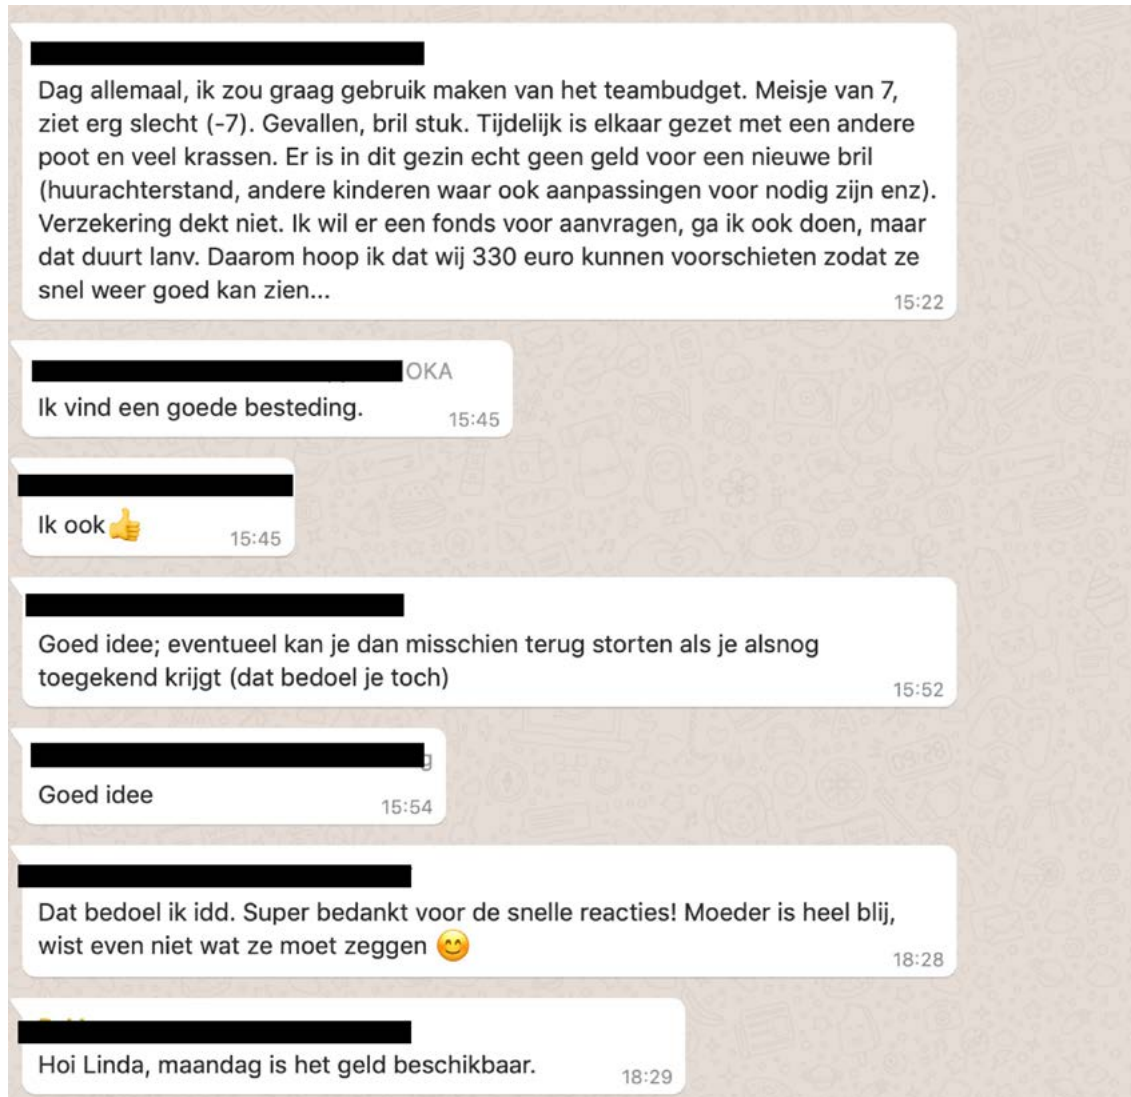 Dag allemaal, ik zou graag gebruik maken van het teambudget. Meisje van 7,
ziet erg slecht (-7). Gevallen, bril stuk. Tijdelijk is elkaar gezet met een andere
poot en veel krassen. Er is in dit gezin echt geen geld voor een nieuwe bril
(huurachterstand, andere kinderen waar ook aanpassingen voor nodig zijn enz).
Verzekering dekt niet. Ik wil er een fonds voor aanvragen, ga ik ook doen, maar
dat duurt lanv. Daarom hoop ik dat wij 330 euro kunnen voorschieten zodat ze
snel weer goed kan zien...
15:22
OKA
Ik vind een goede besteding.
15:45
Ik ook👍
15:45
Goed idee; eventueel kan je dan misschien terug storten als je alsnog
toegekend krijgt (dat bedoel je toch)
15:52
Goed idee
15:54
Dat bedoel ik idd. Super bedankt voor de snelle reacties! Moeder is heel blij,
wist even niet wat ze moet zeggen 😊
18:28
Hoi Linda, maandag is het geld beschikbaar.
18:29